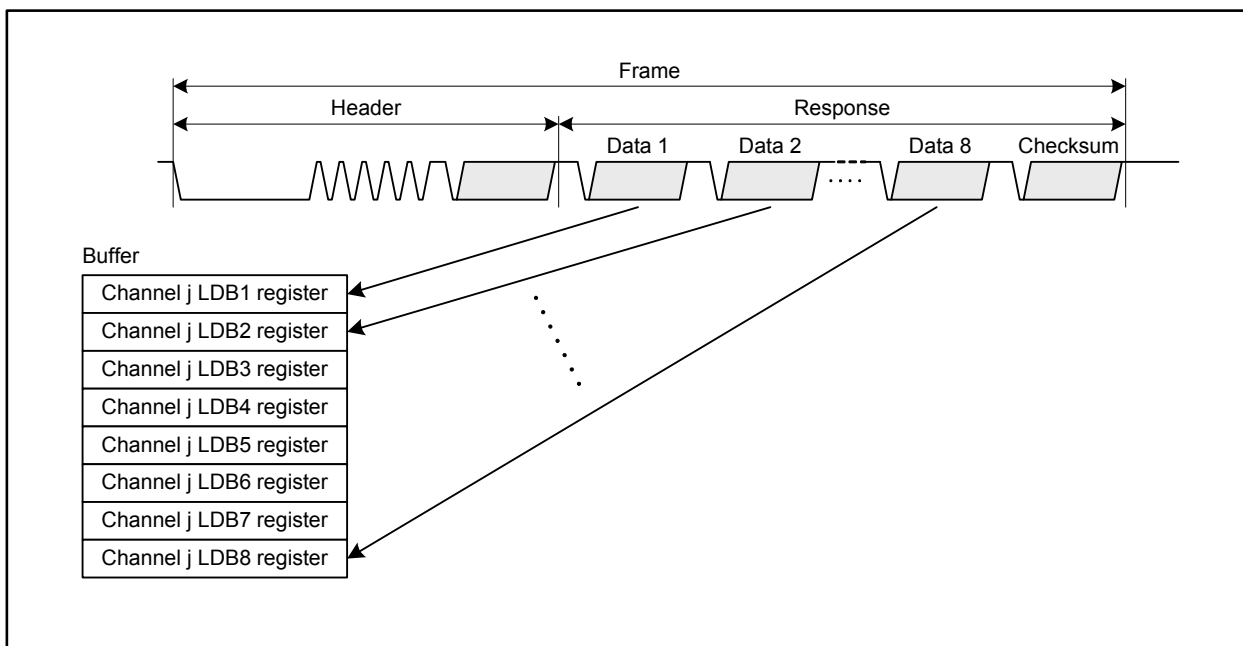 Frame
Header
Response
Data 1
Data 2
Data 8
Checksum
Buffer
Channel j LDB1 register
Channel j LDB2 register
Channel j LDB3 register
Channel j LDB4 register
Channel j LDB5 register
Channel j LDB6 register
Channel j LDB7 register
Channel j LDB8 register